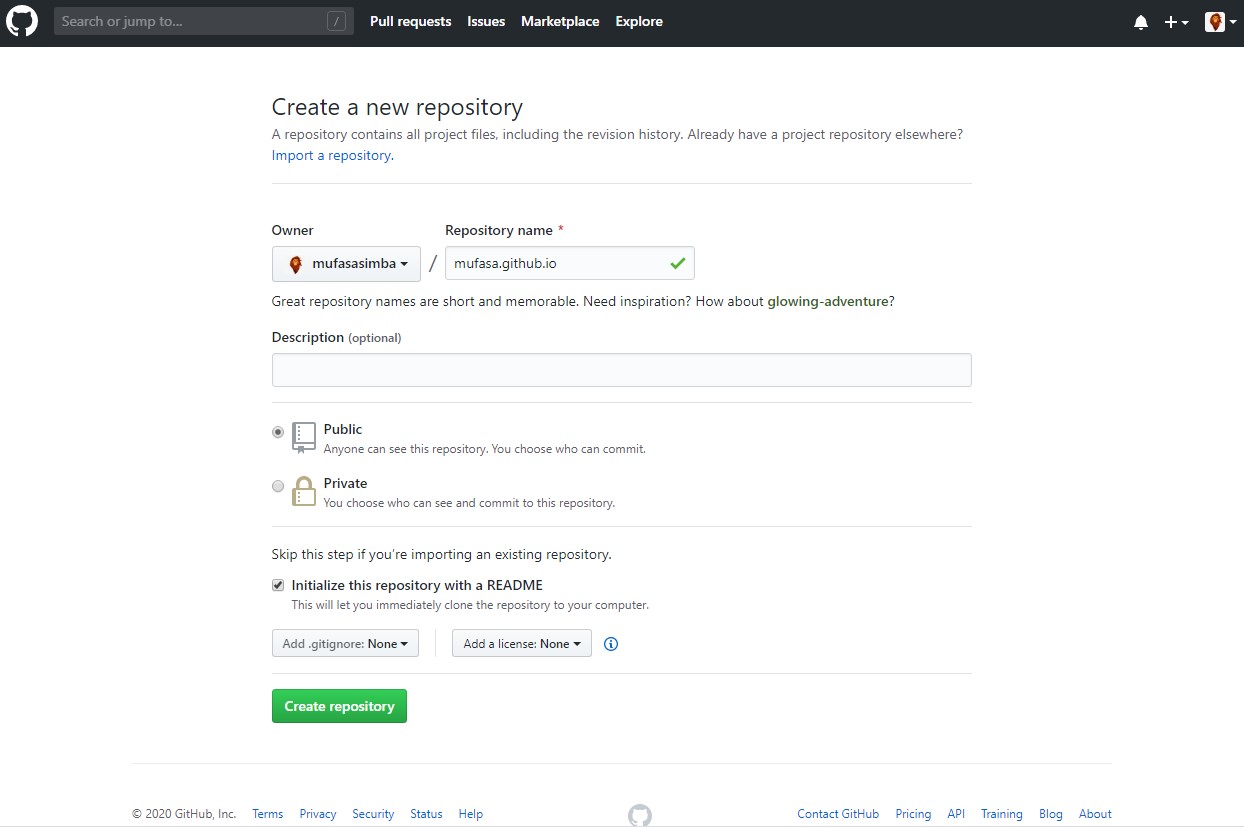 Search or jump to... /
Pull requests Issues Marketplace Explore
Create a new repository
A repository contains all project files, including the revision history. Already have a project repository elsewhere?
Import a repository.
Owner Repository name *
mufasasimba / mufasa.github.io
Great repository names are short and memorable. Need inspiration? How about glowing-adventure?
Description (optional)
Public
Anyone can see this repository. You choose who can commit.
Private
You choose who can see and commit to this repository.
Skip this step if you're importing an existing repository.
Initialize this repository with a README
This will let you immediately clone the repository to your computer.
Add .gitignore: None Add a license: None
Create repository
© 2020 GitHub, Inc. Terms Privacy Security Status Help Contact GitHub Pricing API Training Blog About